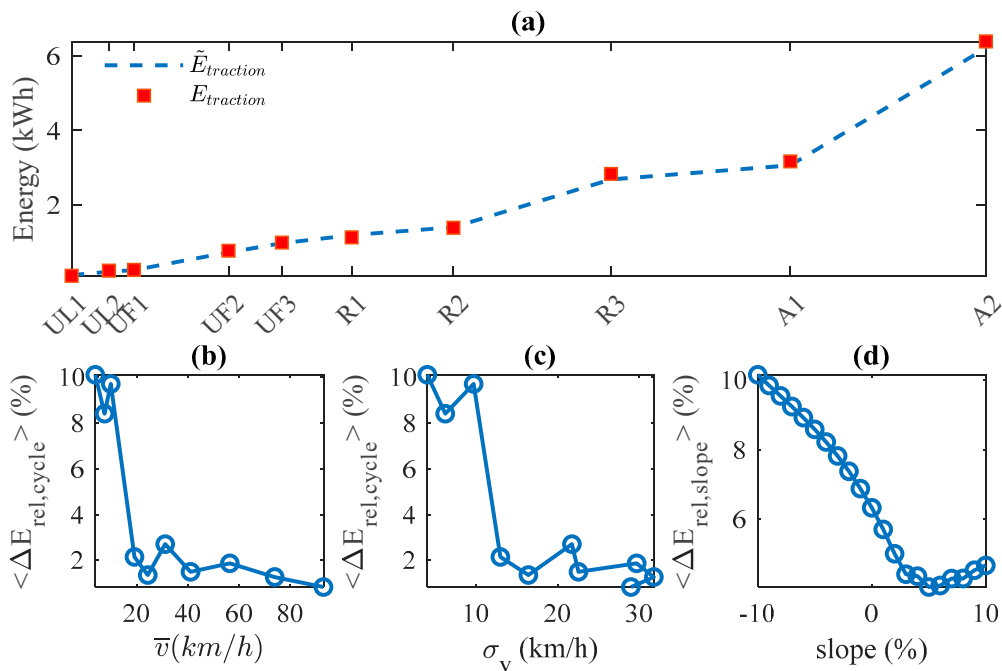 (a)
Energy (kWh)
6
4
2
Ẽtraction
Etraction
UL1 UL2 UF1 UF2 UF3 R1 R2 R3 A1 A2
(b)
<ΔErel,cycle> (%)
10
8
6
4
2
20 40 60 80
v̅(km/h)
(c)
<ΔErel,cycle> (%)
10
8
6
4
2
10 20 30
σv (km/h)
(d)
<ΔErel,slope> (%)
10
8
6
-10 0 10
slope (%)